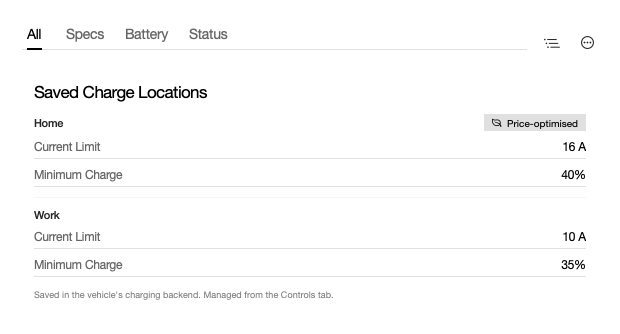 All Specs Battery Status
Saved Charge Locations
Home Price-optimised
Current Limit 16 A
Minimum Charge 40%
Work
Current Limit 10 A
Minimum Charge 35%
Saved in the vehicle's charging backend. Managed from the Controls tab.